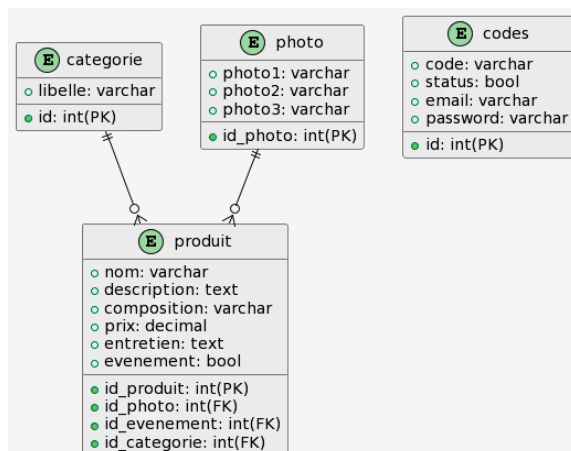 E categorie
libelle: varchar
id: int(PK)
E photo
photo1: varchar
photo2: varchar
photo3: varchar
id_photo: int(PK)
E codes
code: varchar
status: bool
email: varchar
password: varchar
id: int(PK)
E produit
nom: varchar
description: text
composition: varchar
prix: decimal
entretien: text
evenement: bool
id_produit: int(PK)
id_photo: int(FK)
id_evenement: int(FK)
id_categorie: int(FK)